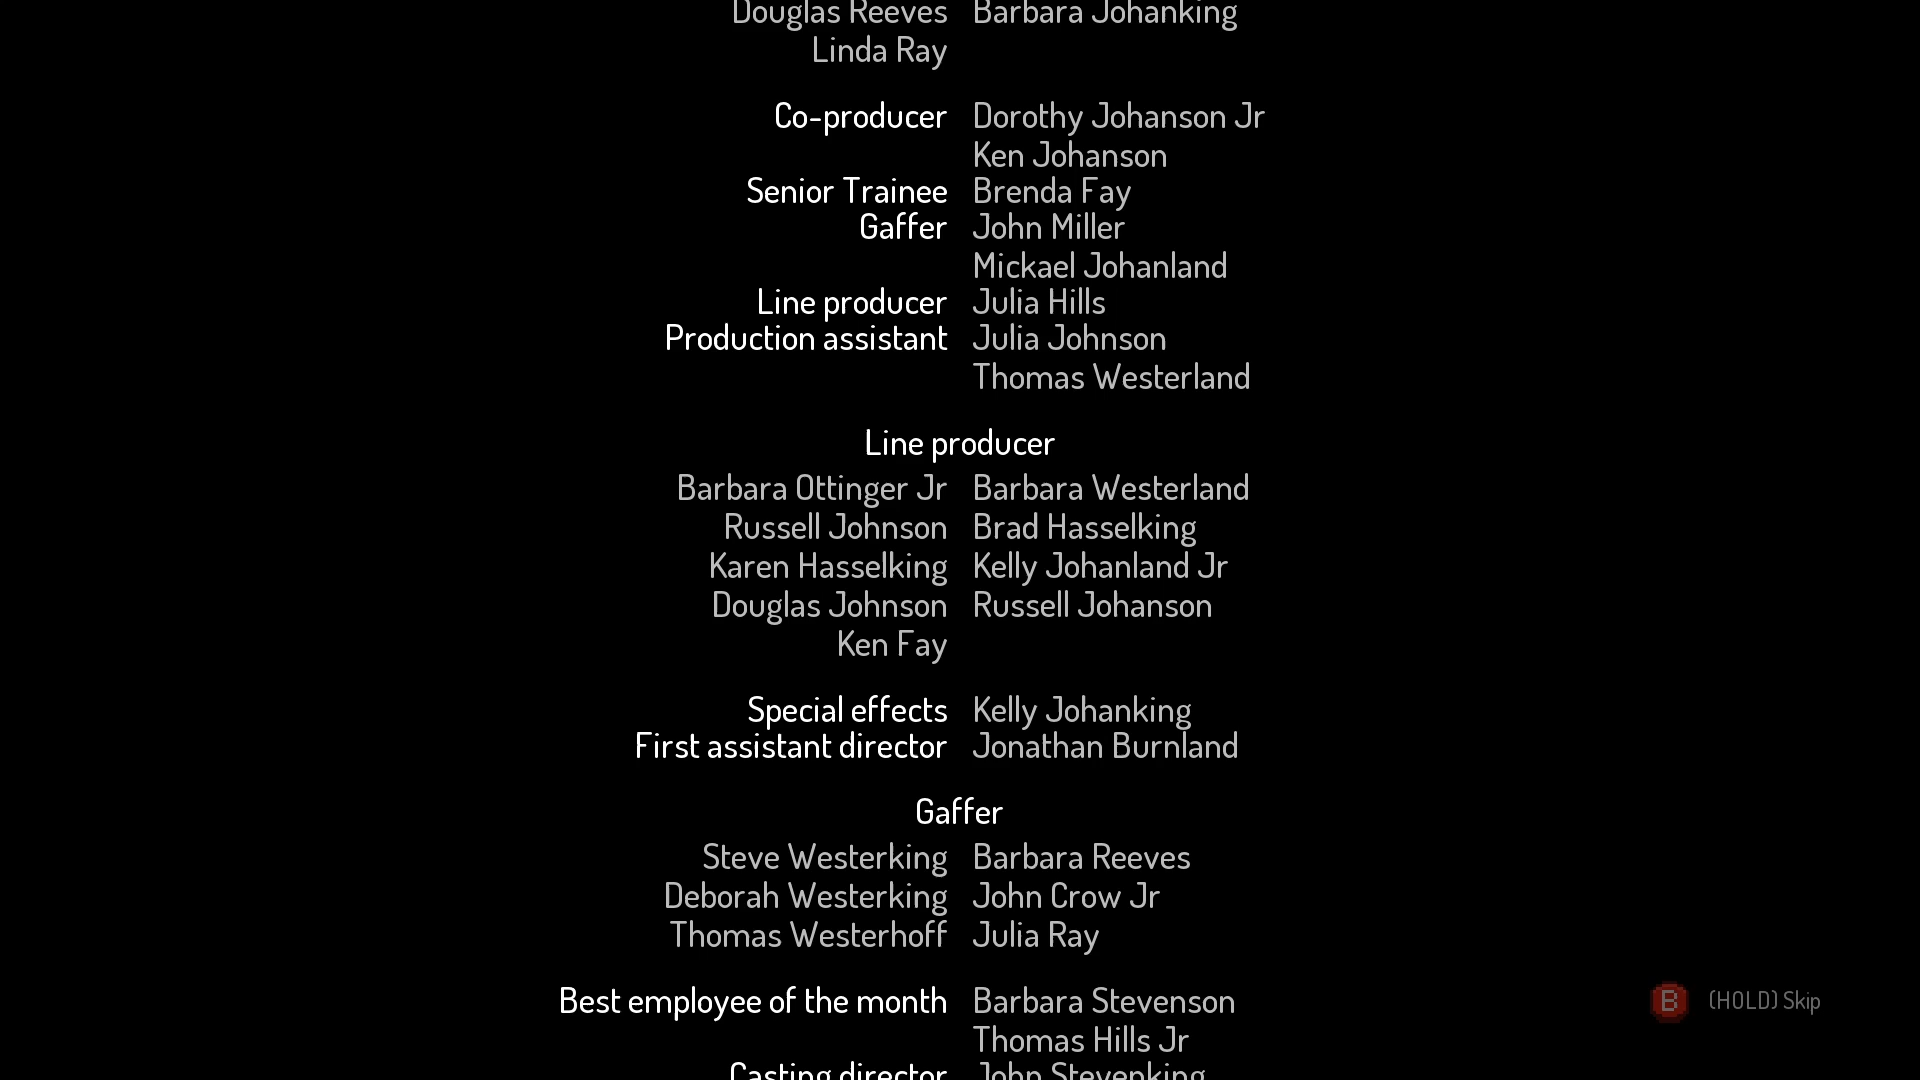 Douglas Reeves Barbara Johanking
Linda Ray
Co-producer Dorothy Johanson Jr
Ken Johanson
Senior Trainee Brenda Fay
Gaffer John Miller
Mickael Johanland
Line producer Julia Hills
Production assistant Julia Johnson
Thomas Westerland
Line producer
Barbara Ottinger Jr Barbara Westerland
Russell Johnson Brad Hasselking
Karen Hasselking Kelly Johanland Jr
Douglas Johnson Russell Johanson
Ken Fay
Special effects Kelly Johanking
First assistant director Jonathan Burnland
Gaffer
Steve Westerking Barbara Reeves
Deborah Westerking John Crow Jr
Thomas Westerhoff Julia Ray
Best employee of the month Barbara Stevenson
B (HOLD) Skip
Thomas Hills Jr
Casting director John Stevenking